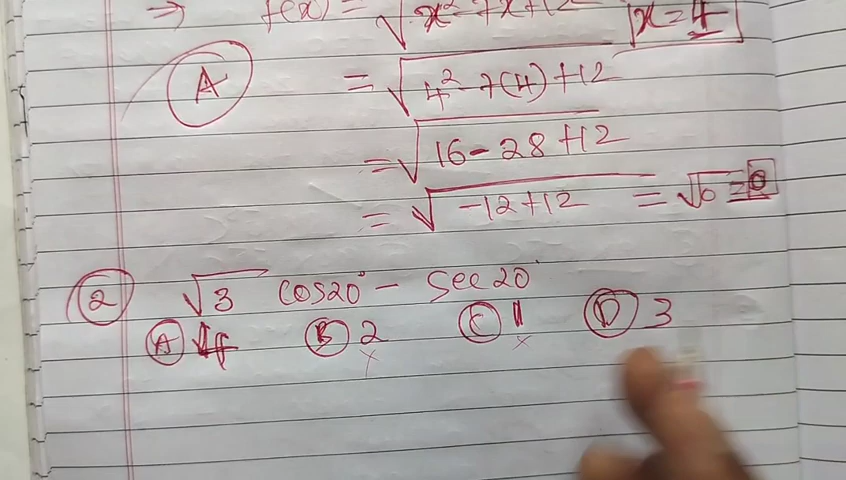 ⇒ f(x) = √x² - 7x + 12 x = 4
A = √4² - 7(4) + 12
= √16 - 28 + 12
= √-12 + 12 = √0 = 0
2 √3 cos20° - sec20°
A 4 B 2 C 1 D 3
× ×